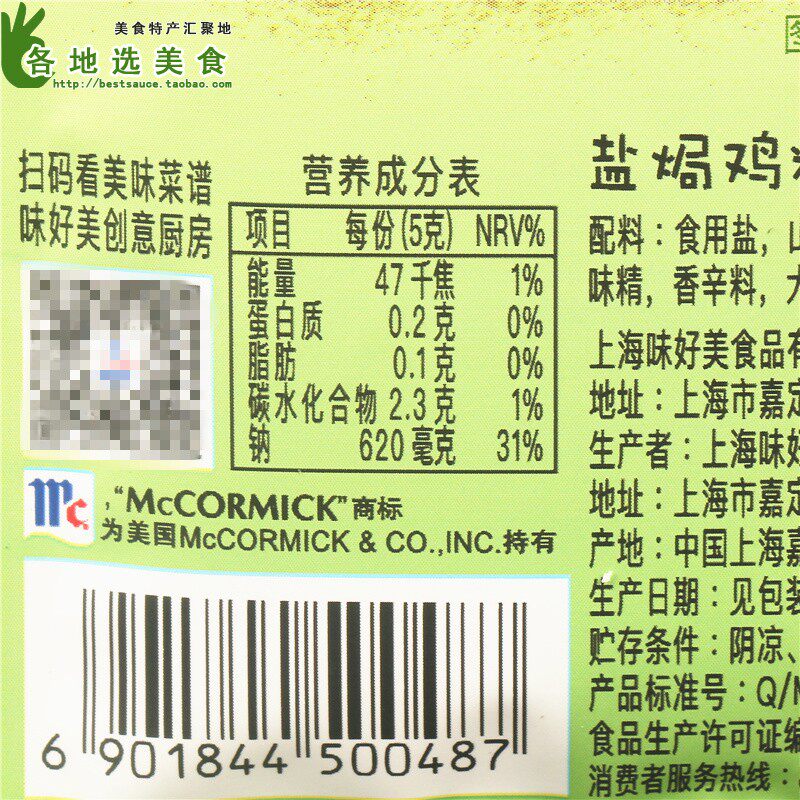 美食特产汇聚地
各地选美食
http://bestsauce.taobao.com
扫码看美味菜谱
味好美创意厨房
营养成分表
项目 每份(5克) NRV%
能量 47 千焦 1%
蛋白质 0.2 克 0%
脂肪 0.1 克 0%
碳水化合物 2.3 克 1%
钠 620 毫克 31%
Mc
,“McCORMICK”商标
为美国McCORMICK & CO.,INC.持有
6 901844 500487
盐焗鸡
配料：食用盐，
味精，香辛料，
上海味好美食品有
地址：上海市嘉定
生产者：上海味好
地址：上海市嘉定
产地：中国上海嘉
生产日期：见包装
贮存条件：阴凉、
产品标准号：Q/
食品生产许可证编
消费者服务热线：